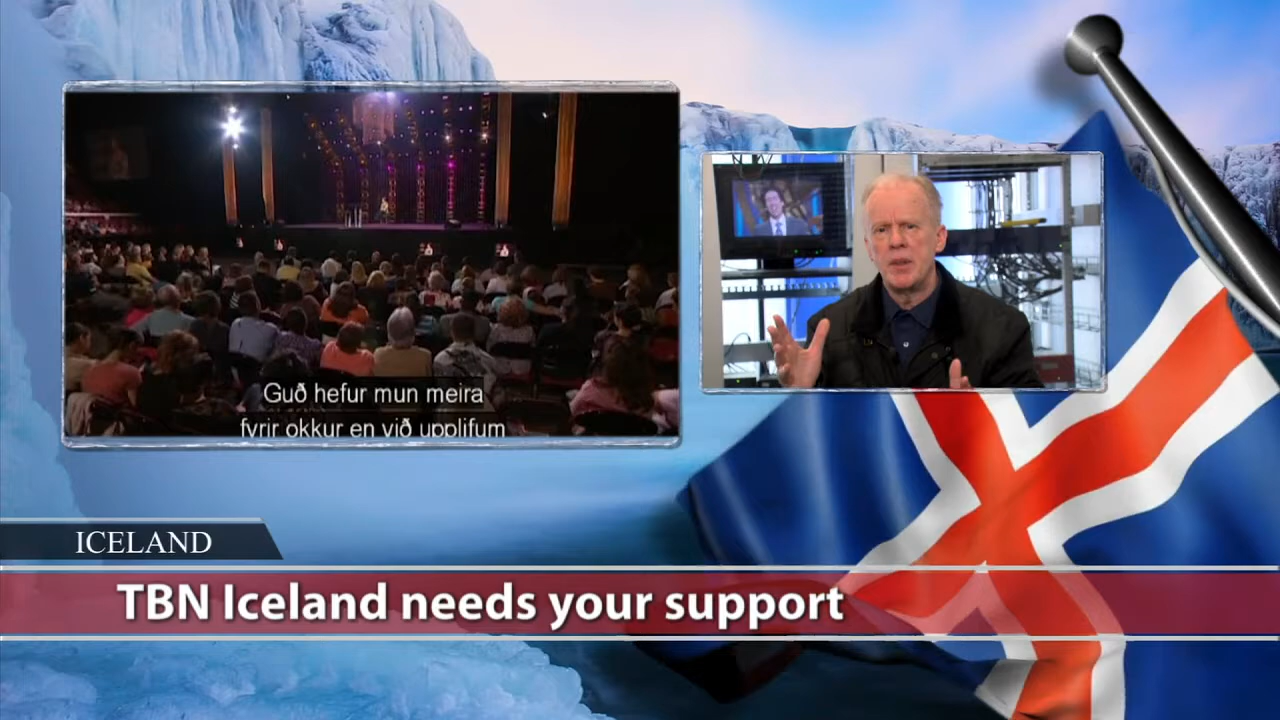 Guð hefur mun meira
fyrir okkur en við upplifum
ICELAND
TBN Iceland needs your support